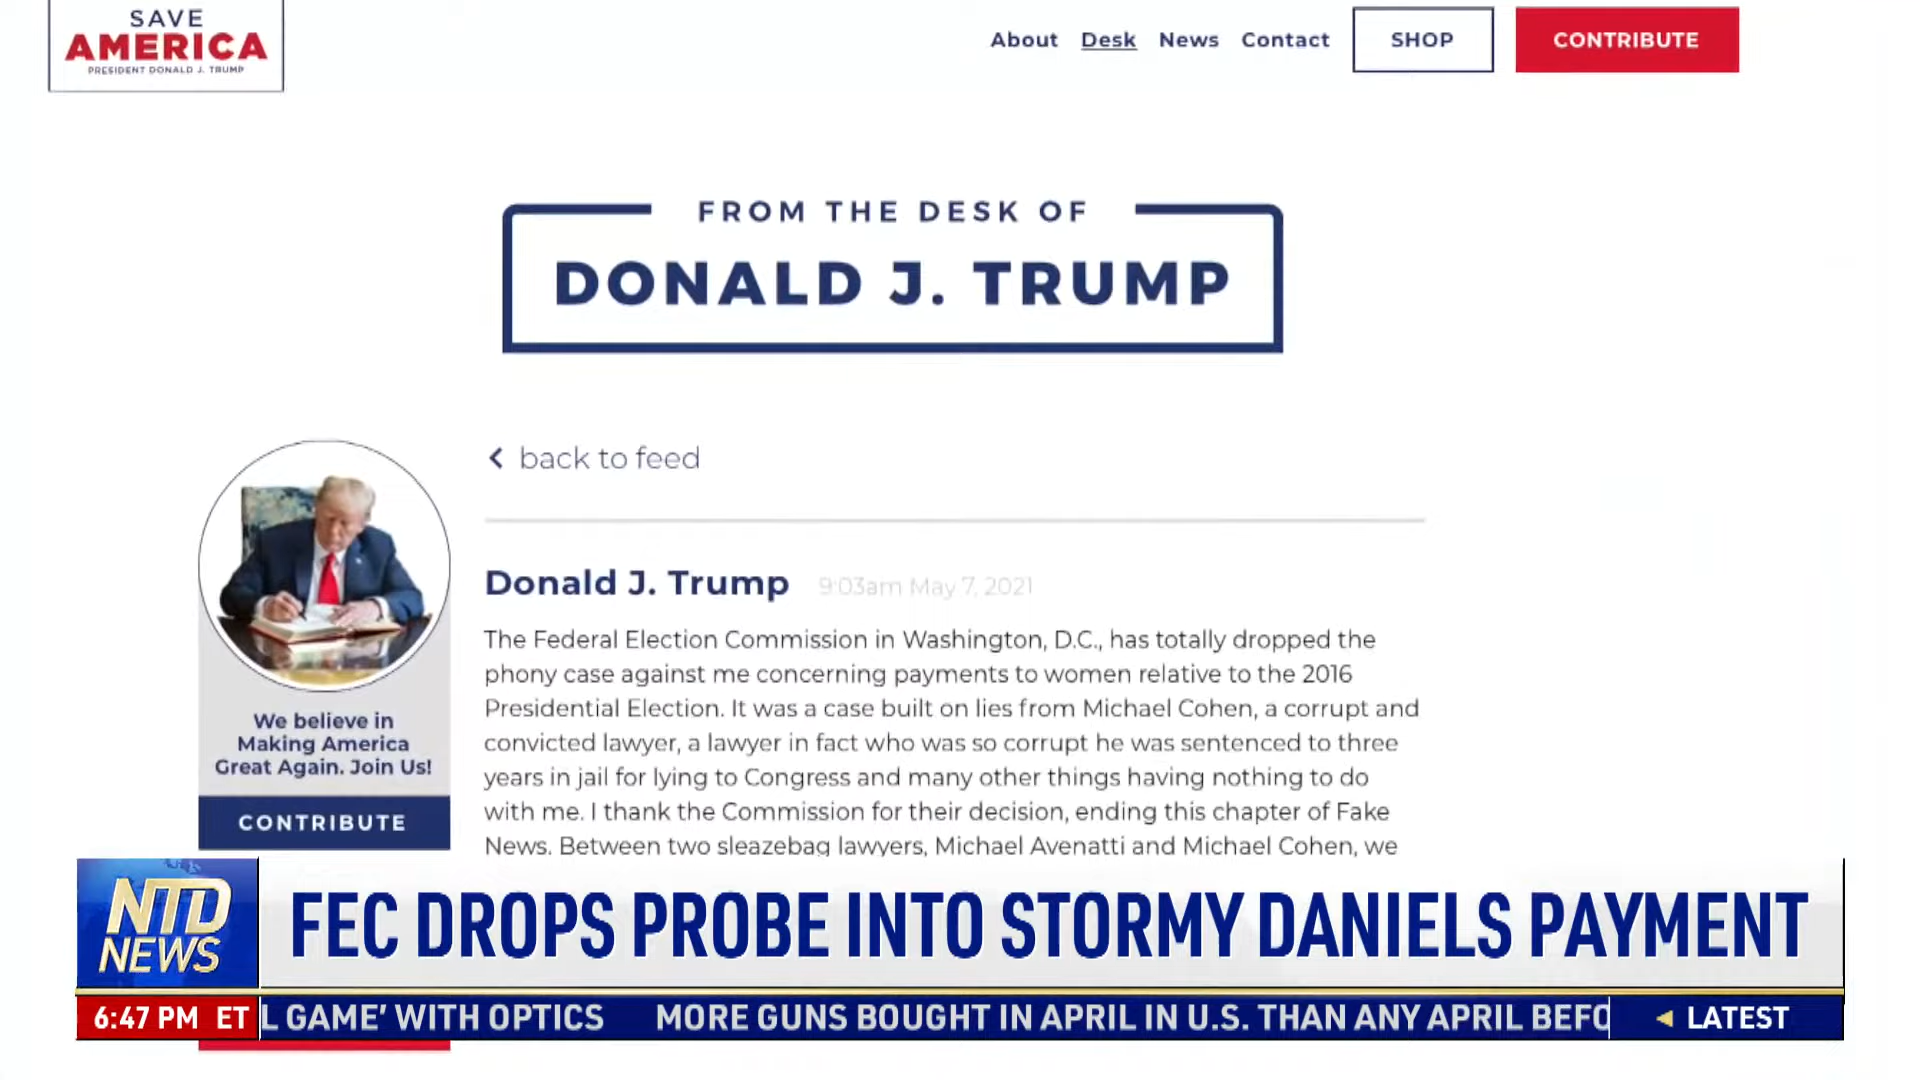 SAVE
AMERICA
PRESIDENT DONALD J. TRUMP
About Desk News Contact SHOP CONTRIBUTE
FROM THE DESK OF
DONALD J. TRUMP
back to feed
Donald J. Trump 9:03am May 7, 2021
The Federal Election Commission in Washington, D.C., has totally dropped the
phony case against me concerning payments to women relative to the 2016
Presidential Election. It was a case built on lies from Michael Cohen, a corrupt and
convicted lawyer, a lawyer in fact who was so corrupt he was sentenced to three
years in jail for lying to Congress and many other things having nothing to do
with me. I thank the Commission for their decision, ending this chapter of Fake
News. Between two sleazebag lawyers, Michael Avenatti and Michael Cohen, we
We believe in
Making America
Great Again. Join Us!
CONTRIBUTE
NTD
NEWS
FEC DROPS PROBE INTO STORMY DANIELS PAYMENT
6:47 PM ET L GAME' WITH OPTICS MORE GUNS BOUGHT IN APRIL IN U.S. THAN ANY APRIL BEFO LATEST